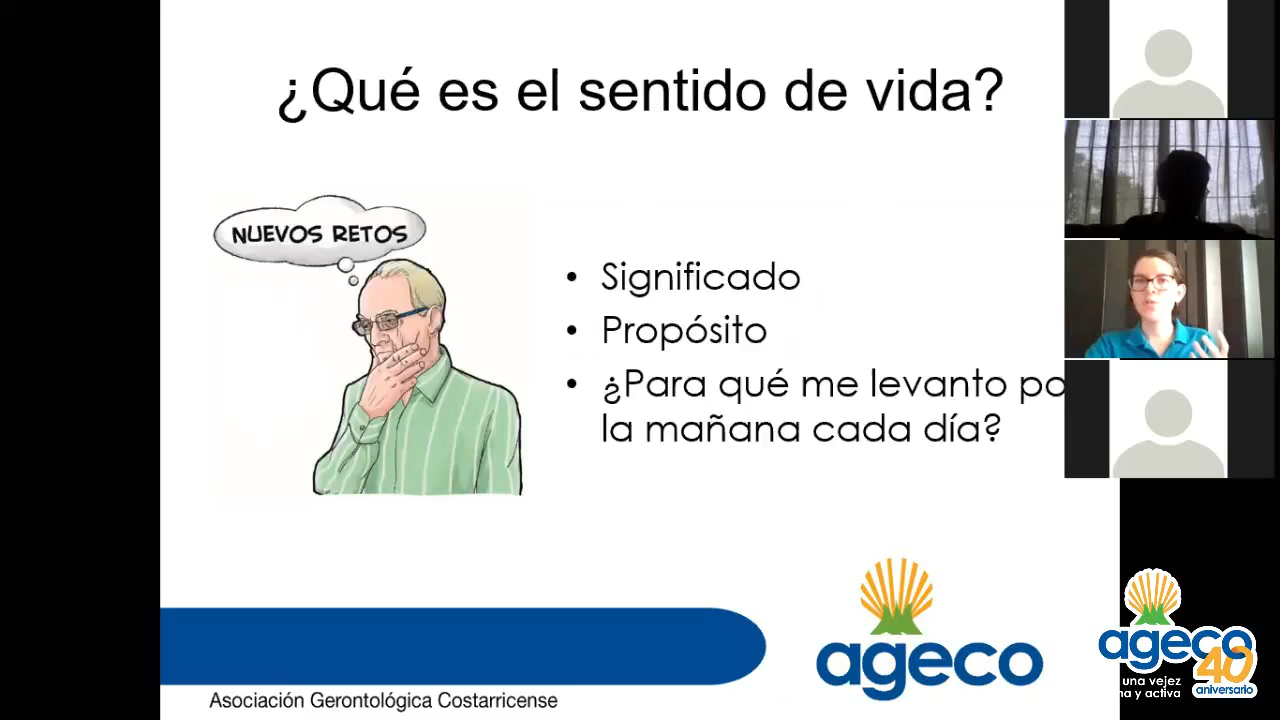 ¿Qué es el sentido de vida?
NUEVOS RETOS
• Significado
• Propósito
• ¿Para qué me levanto po
la mañana cada día?
ageco
Asociación Gerontológica Costarricense
ageco
40
una vejez
aniversario
na y activa